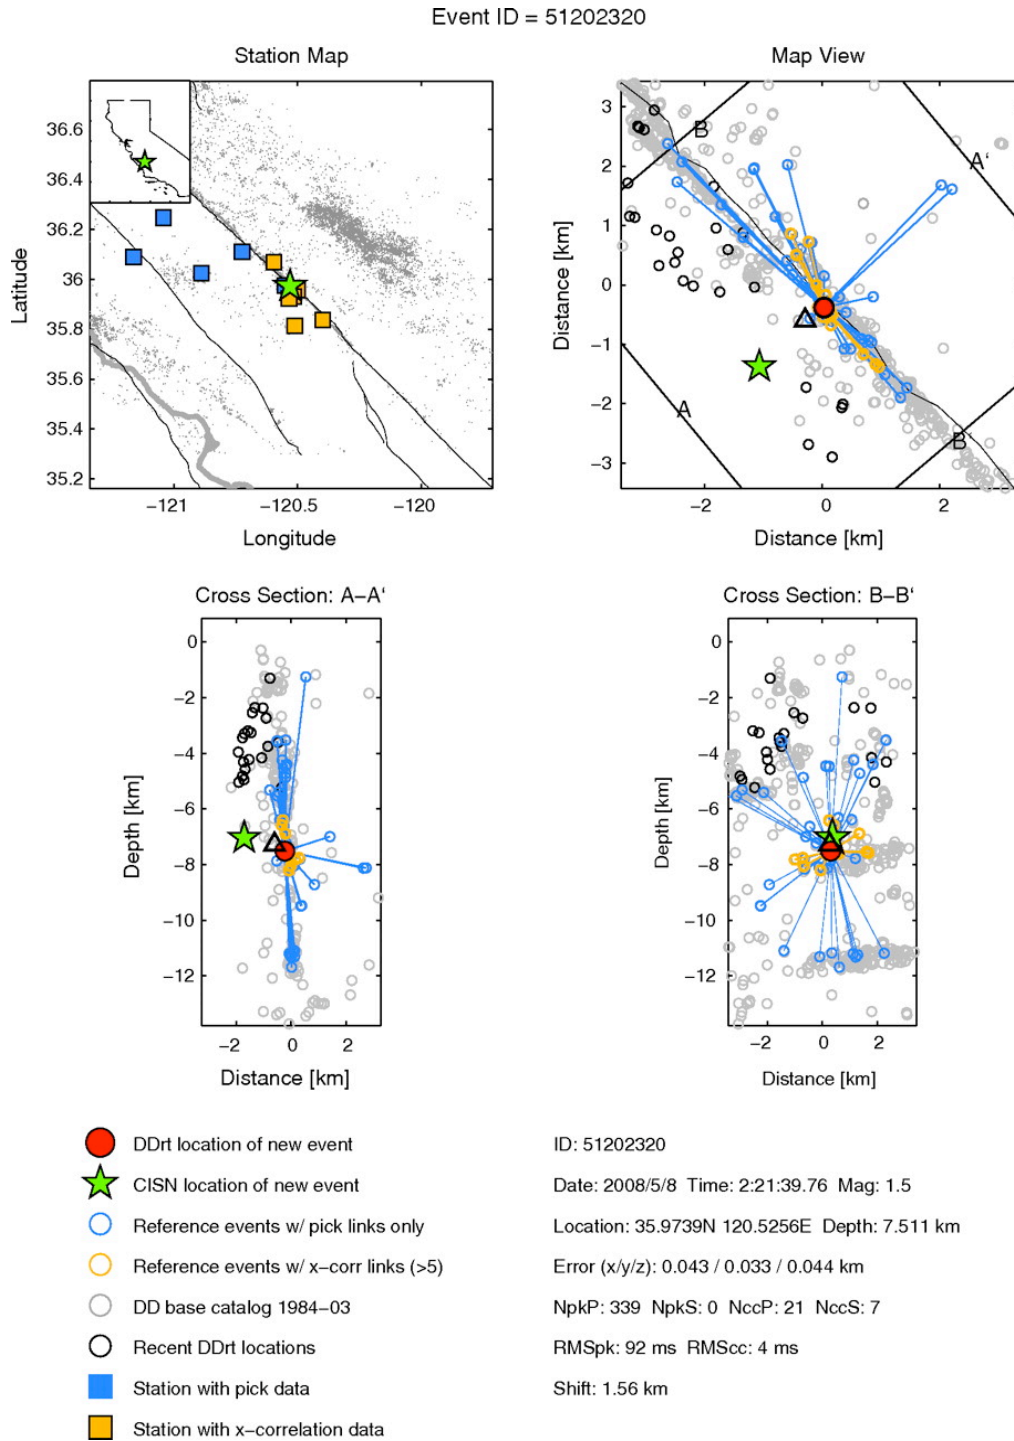 Event ID = 51202320
Station Map
36.6
36.4
36.2
36
35.8
35.6
35.4
35.2
Latitude
−121
−120.5
−120
Longitude
Map View
3
2
1
0
−1
−2
−3
Distance [km]
B
A‘
A
B‘
−2
0
2
Distance [km]
Cross Section: A−A‘
0
−2
−4
−6
−8
−10
−12
Depth [km]
−2
0
2
Distance [km]
Cross Section: B−B‘
0
−2
−4
−6
−8
−10
−12
Depth [km]
−2
0
2
Distance [km]
DDrt location of new event
CISN location of new event
Reference events w/ pick links only
Reference events w/ x−corr links (>5)
DD base catalog 1984−03
Recent DDrt locations
Station with pick data
Station with x−correlation data
ID: 51202320
Date: 2008/5/8 Time: 2:21:39.76 Mag: 1.5
Location: 35.9739N 120.5256E Depth: 7.511 km
Error (x/y/z): 0.043 / 0.033 / 0.044 km
NpkP: 339 NpkS: 0 NccP: 21 NccS: 7
RMSpk: 92 ms RMScc: 4 ms
Shift: 1.56 km